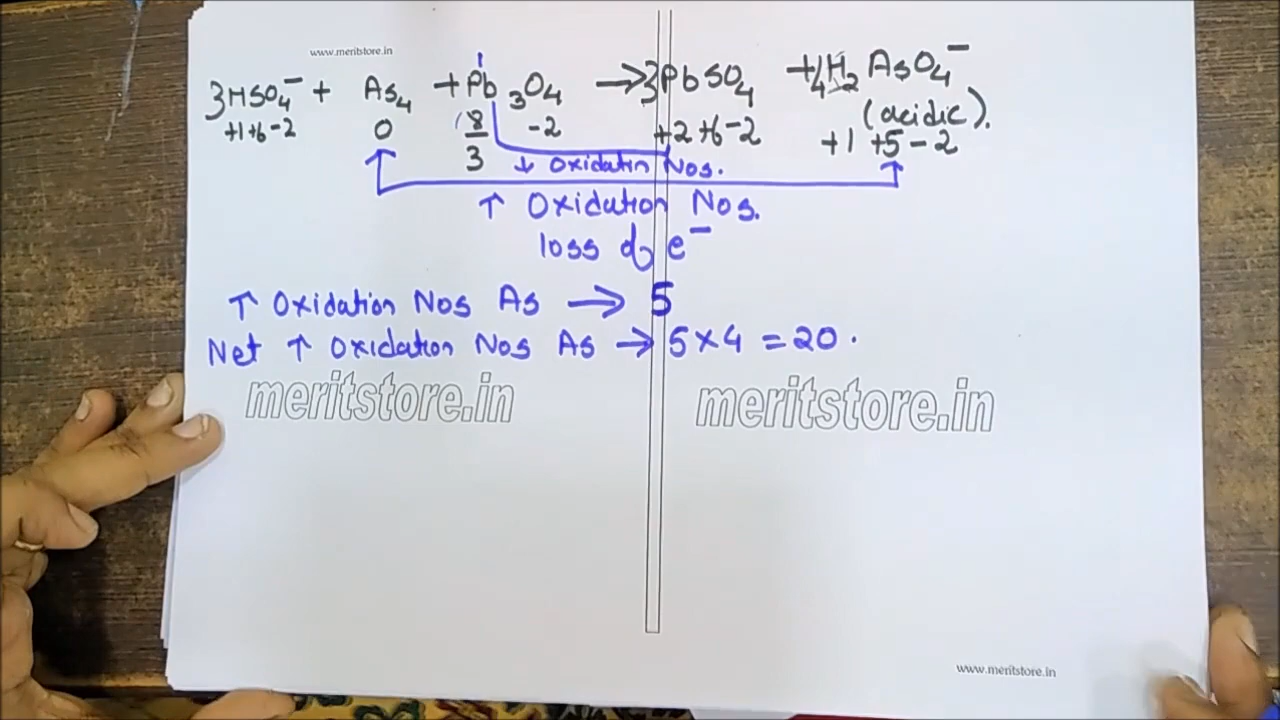 www.meritstore.in
3HSO4⁻ + As4 + Pb3O4 → 3PbSO4 + 4H2AsO4⁻
(acidic).
+1+6-2 0 8/3 -2 +2+6-2 +1 +5-2
↓ Oxidatin Nos.
↑ Oxidation Nos.
loss of e⁻
↑ Oxidation Nos As → 5
Net ↑ Oxidation Nos As → 5×4 = 20.
meritstore.in meritstore.in
www.meritstore.in